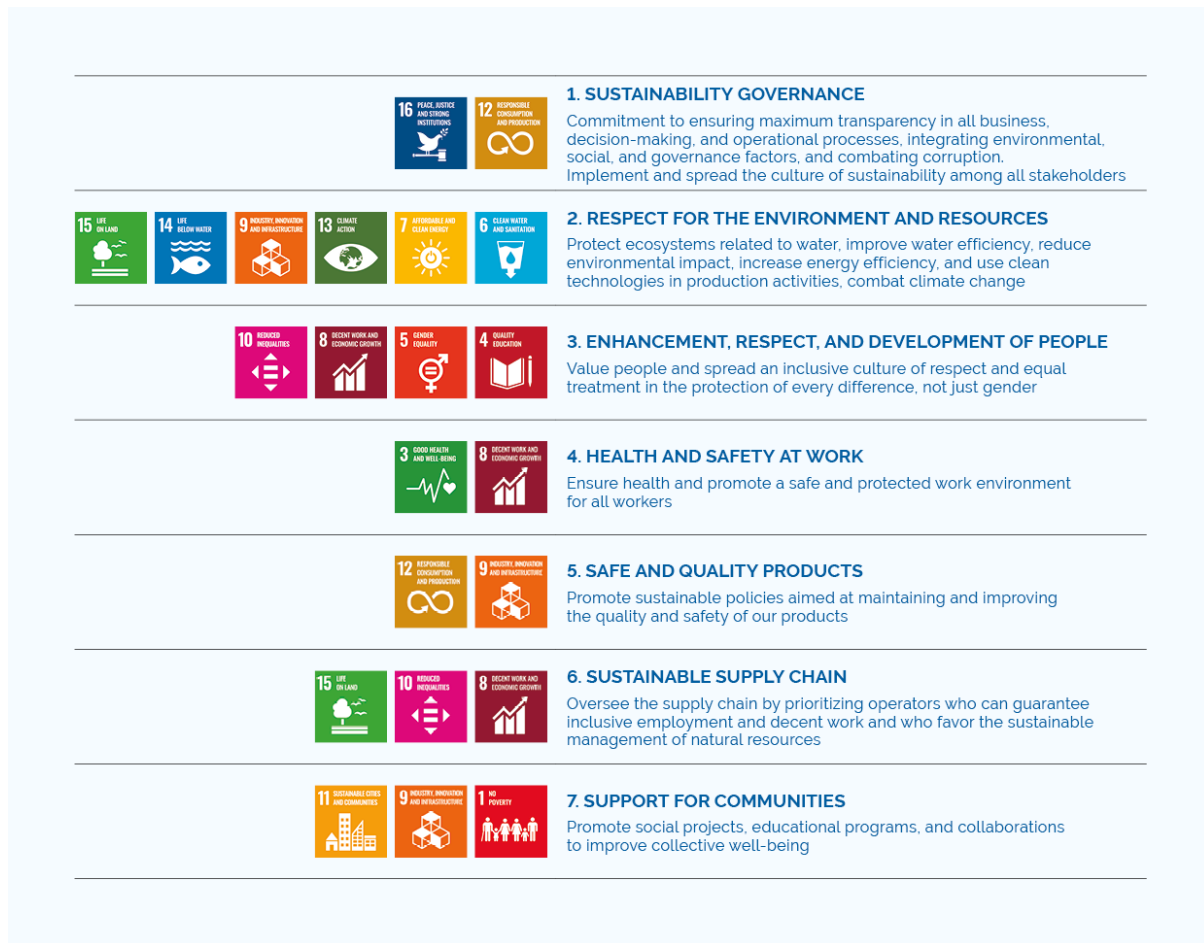 16 PEACE, JUSTICE
AND STRONG
INSTITUTIONS
12 RESPONSIBLE
CONSUMPTION
AND PRODUCTION
1. SUSTAINABILITY GOVERNANCE
Commitment to ensuring maximum transparency in all business,
decision-making, and operational processes, integrating environmental,
social, and governance factors, and combating corruption.
Implement and spread the culture of sustainability among all stakeholders
15 LIFE
ON LAND
14 LIFE
BELOW WATER
9 INDUSTRY, INNOVATION
AND INFRASTRUCTURE
13 CLIMATE
ACTION
7 AFFORDABLE AND
CLEAN ENERGY
6 CLEAN WATER
AND SANITATION
2. RESPECT FOR THE ENVIRONMENT AND RESOURCES
Protect ecosystems related to water, improve water efficiency, reduce
environmental impact, increase energy efficiency, and use clean
technologies in production activities, combat climate change
10 REDUCED
INEQUALITIES
8 DECENT WORK AND
ECONOMIC GROWTH
5 GENDER
EQUALITY
4 QUALITY
EDUCATION
3. ENHANCEMENT, RESPECT, AND DEVELOPMENT OF PEOPLE
Value people and spread an inclusive culture of respect and equal
treatment in the protection of every difference, not just gender
3 GOOD HEALTH
AND WELL-BEING
8 DECENT WORK AND
ECONOMIC GROWTH
4. HEALTH AND SAFETY AT WORK
Ensure health and promote a safe and protected work environment
for all workers
12 RESPONSIBLE
CONSUMPTION
AND PRODUCTION
9 INDUSTRY, INNOVATION
AND INFRASTRUCTURE
5. SAFE AND QUALITY PRODUCTS
Promote sustainable policies aimed at maintaining and improving
the quality and safety of our products
15 LIFE
ON LAND
10 REDUCED
INEQUALITIES
8 DECENT WORK AND
ECONOMIC GROWTH
6. SUSTAINABLE SUPPLY CHAIN
Oversee the supply chain by prioritizing operators who can guarantee
inclusive employment and decent work and who favor the sustainable
management of natural resources
11 SUSTAINABLE CITIES
AND COMMUNITIES
9 INDUSTRY, INNOVATION
AND INFRASTRUCTURE
1 NO
POVERTY
7. SUPPORT FOR COMMUNITIES
Promote social projects, educational programs, and collaborations
to improve collective well-being